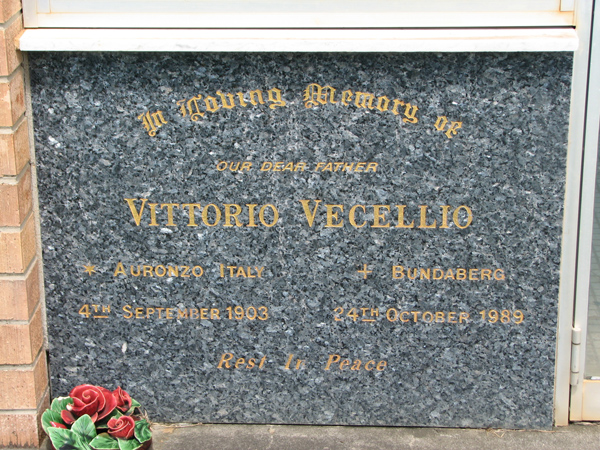 In Loving Memory of
OUR DEAR FATHER
VITTORIO VECELLIO
* AURONZO ITALY + BUNDABERG
4TH SEPTEMBER 1903 24TH OCTOBER 1989
Rest In Peace